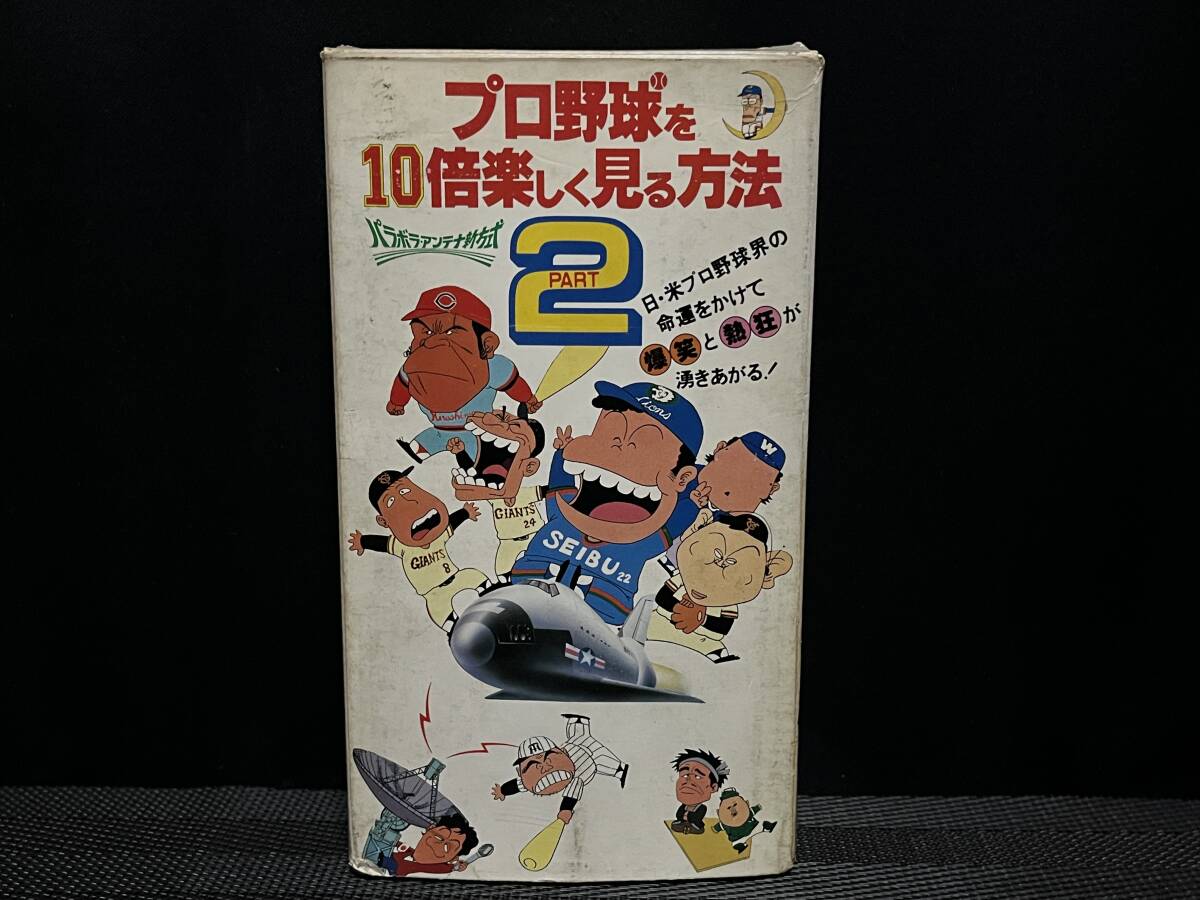 プロ野球を
10倍楽しく見る方法
パラボラ・アンテナ
PART
2
日・米プロ野球界の
命運をかけて
爆笑と熱狂が
湧きあがる!
C
Lions
W
GIANTS
24
GIANTS
8
SEIBU 22